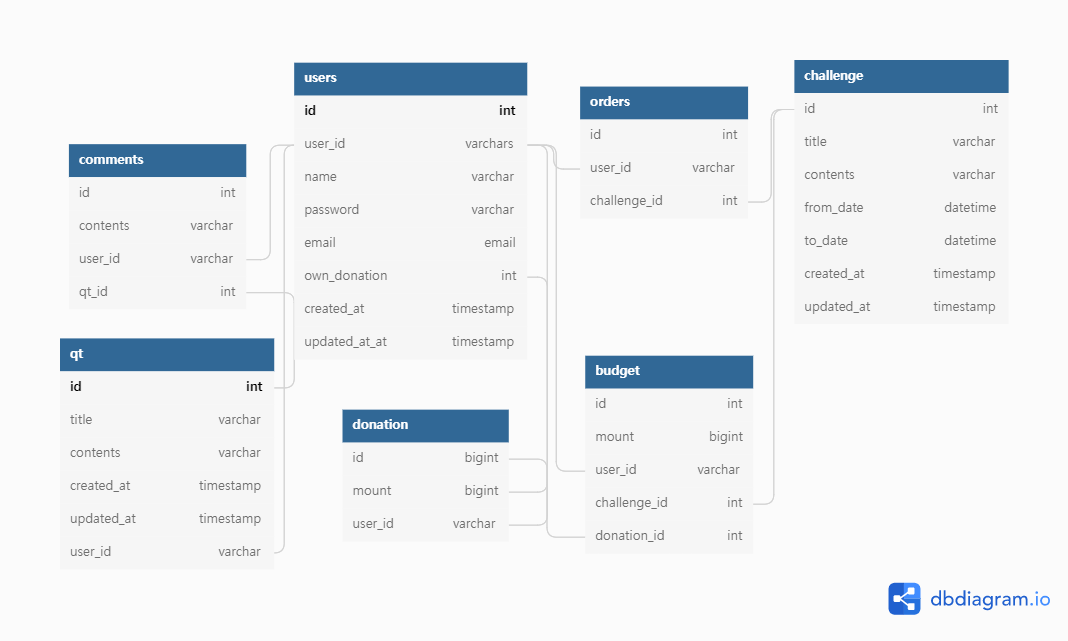 users
id int
user_id varchars
name varchar
password varchar
email email
own_donation int
created_at timestamp
updated_at_at timestamp
orders
id int
user_id varchar
challenge_id int
challenge
id int
title varchar
contents varchar
from_date datetime
to_date datetime
created_at timestamp
updated_at timestamp
comments
id int
contents varchar
user_id varchar
qt_id int
qt
id int
title varchar
contents varchar
created_at timestamp
updated_at timestamp
user_id varchar
donation
id bigint
mount bigint
user_id varchar
budget
id int
mount bigint
user_id varchar
challenge_id int
donation_id int
dbdiagram.io